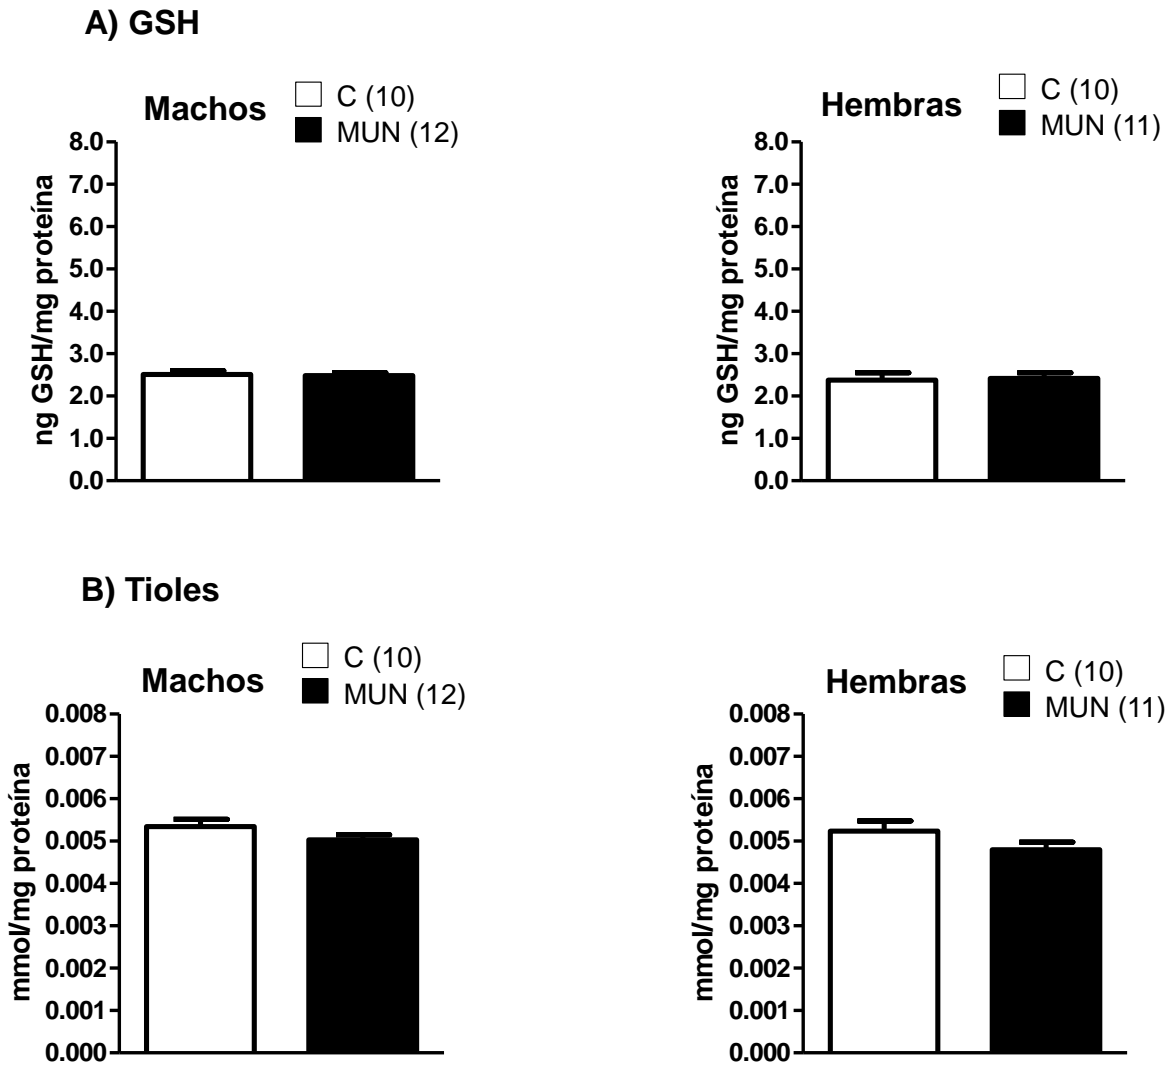 A) GSH
Machos
C (10)
MUN (12)
ng GSH/mg proteína
8.0
7.0
6.0
5.0
4.0
3.0
2.0
1.0
0.0
Hembras
C (10)
MUN (11)
ng GSH/mg proteína
8.0
7.0
6.0
5.0
4.0
3.0
2.0
1.0
0.0
B) Tioles
Machos
C (10)
MUN (12)
mmol/mg proteína
0.008
0.007
0.006
0.005
0.004
0.003
0.002
0.001
0.000
Hembras
C (10)
MUN (11)
mmol/mg proteína
0.008
0.007
0.006
0.005
0.004
0.003
0.002
0.001
0.000